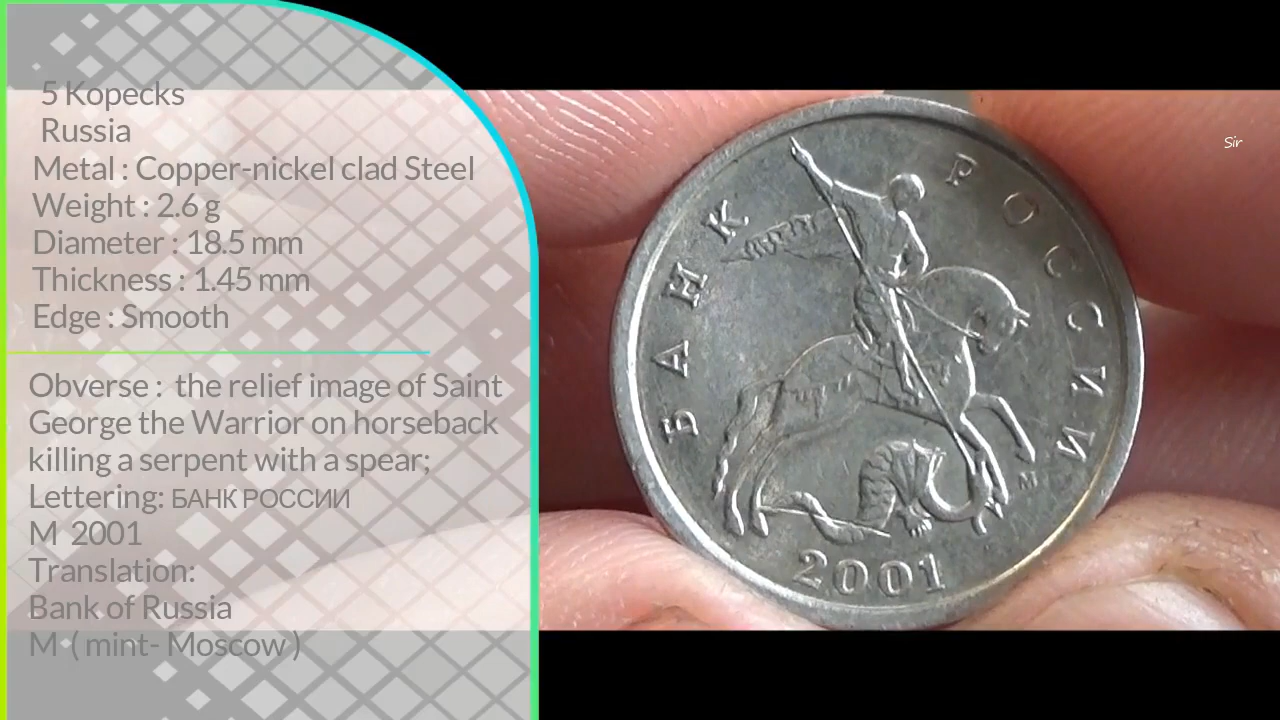 5 Kopecks
Russia
Metal : Copper-nickel clad Steel
Weight : 2.6 g
Diameter : 18.5 mm
Thickness : 1.45 mm
Edge : Smooth
Obverse :  the relief image of Saint
George the Warrior on horseback
killing a serpent with a spear;
Lettering: БАНК РОССИИ
M  2001
Translation:
Bank of Russia
M  ( mint- Moscow )
БАНК РОССИИ
М
2001
Sir